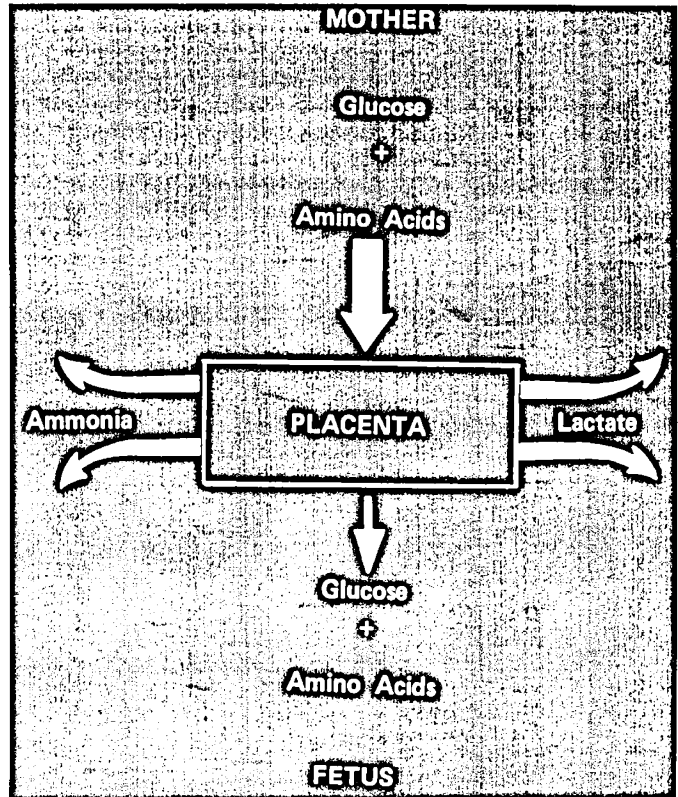 MOTHER
Glucose
+
Amino Acids
Ammonia
PLACENTA
Lactate
Glucose
+
Amino Acids
FETUS